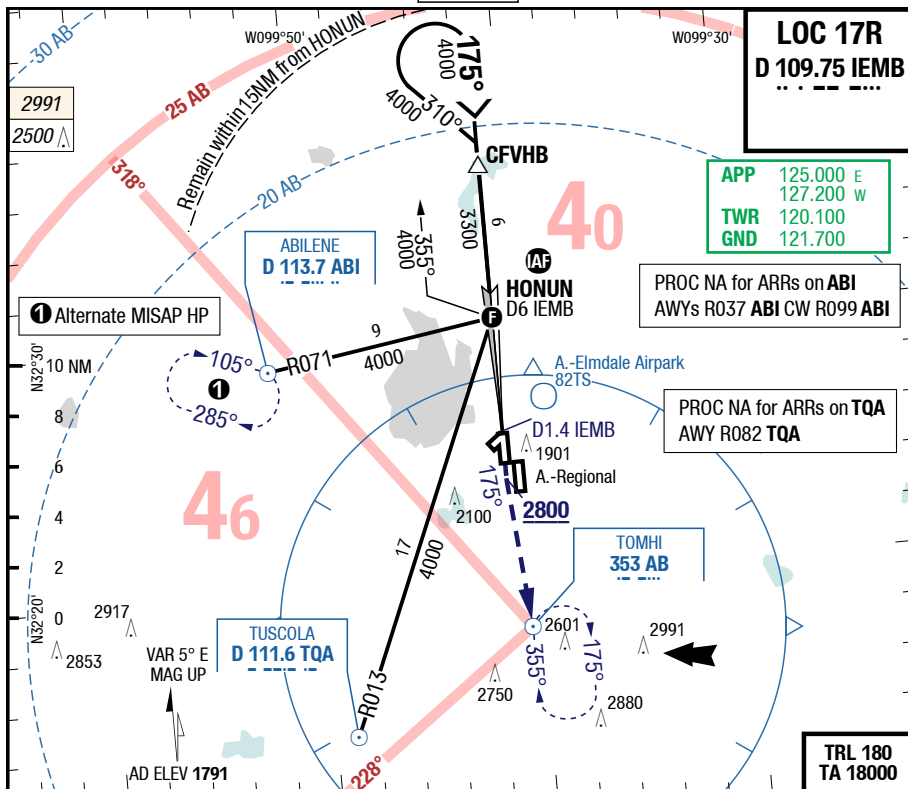 30 AB
W099°50'
W099°30'
LOC 17R
D 109.75 IEMB
175°
4000
4000
310°
Remain within 15NM from HONUN
25 AB
2991
2500
318°
20 AB
CFVHB
6
3300
40
APP 125.000 E
127.200 W
TWR 120.100
GND 121.700
355°
4000
ABILENE
D 113.7 ABI
IAF
HONUN
D6 IEMB
F
PROC NA for ARRs on ABI
AWYs R037 ABI CW R099 ABI
1 Alternate MISAP HP
9
4000
R071
N32°30'
10 NM
105°
1
285°
A.-Elmdale Airpark
82TS
PROC NA for ARRs on TQA
AWY R082 TQA
8
D1.4 IEMB
1901
6
A.-Regional
175°
46
2100
2800
4
17
4000
TOMHI
353 AB
2
N32°20'
0
2917
2853
TUSCOLA
D 111.6 TQA
2601
2991
355°
175°
VAR 5° E
MAG UP
2750
2880
R013
228°
AD ELEV 1791
TRL 180
TA 18000